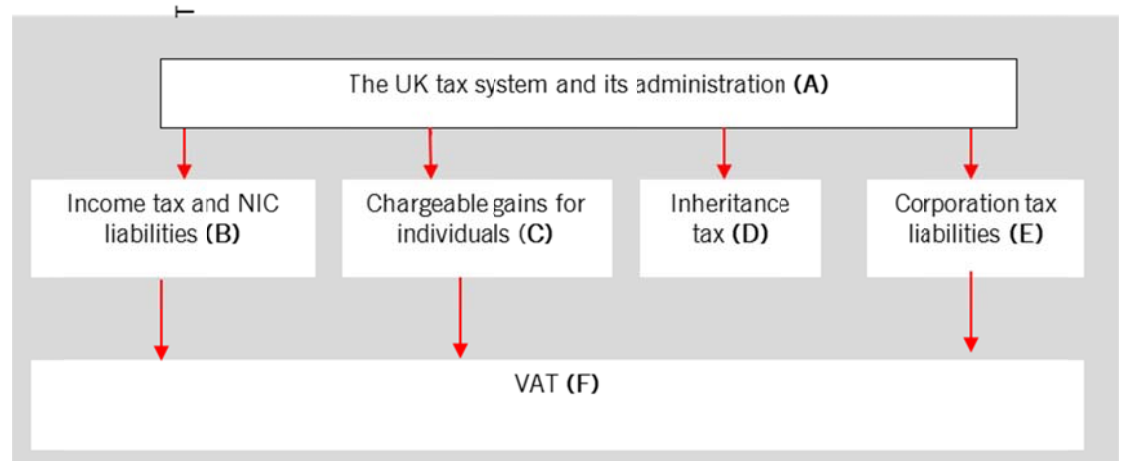 T
The UK tax system and its administration (A)
Income tax and NIC
liabilities (B)
Chargeable gains for
individuals (C)
Inheritance
tax (D)
Corporation tax
liabilities (E)
VAT (F)